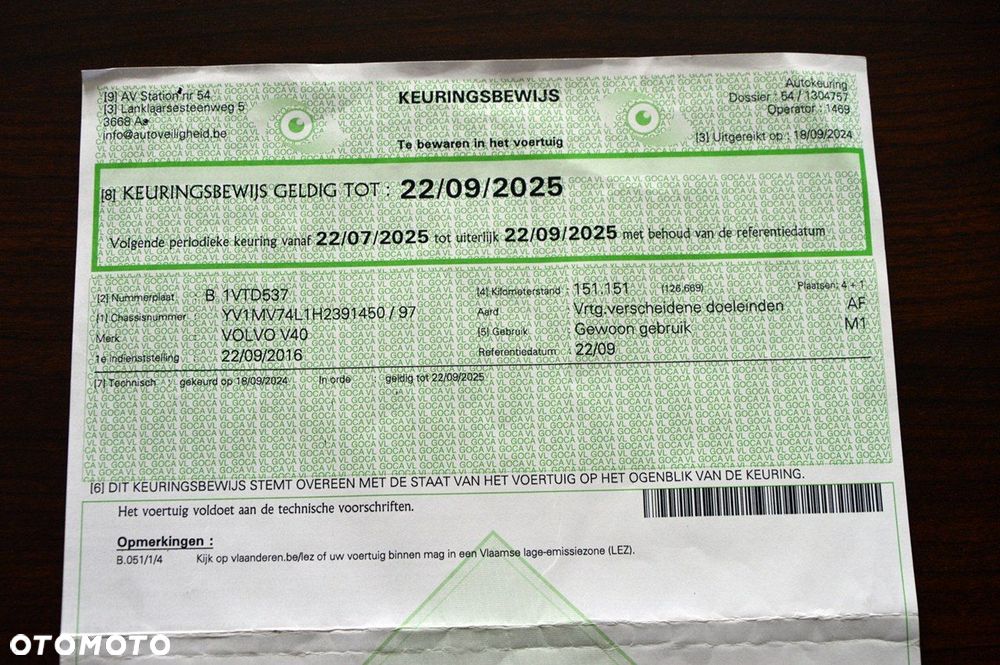 [9] AV Station nr 54
[3] Lanklaarsesteenweg 5
3668 As
info@autoveiligheid.be
KEURINGSBEWIJS
Te bewaren in het voertuig
Autokeuring
Dossier : 54 / 1304757
Operator : 1469
[3] Uitgereikt op : 18/09/2024
[8] KEURINGSBEWIJS GELDIG TOT : 22/09/2025
Volgende periodieke keuring vanaf 22/07/2025 tot uiterlijk 22/09/2025 met behoud van de referentiedatum
[2] Nummerplaat : B 1VTD537
[1] Chassisnummer YV1MV74L1H2391450 / 97
Merk : VOLVO V40
1e indienststelling : 22/09/2016
[4] Kilometerstand : 151.151 (126.689) Plaatsen: 4 + 1
Aard : Vrtg.verscheidene doeleinden AF
[5] Gebruik : Gewoon gebruik M1
Referentiedatum : 22/09
[7] Technisch gekeurd op 18/09/2024 In orde : geldig tot 22/09/2025
[6] DIT KEURINGSBEWIJS STEMT OVEREEN MET DE STAAT VAN HET VOERTUIG OP HET OGENBLIK VAN DE KEURING.
Het voertuig voldoet aan de technische voorschriften.
Opmerkingen :
B.051/1/4 Kijk op vlaanderen.be/lez of uw voertuig binnen mag in een Vlaamse lage-emissiezone (LEZ).
OTOMOTO